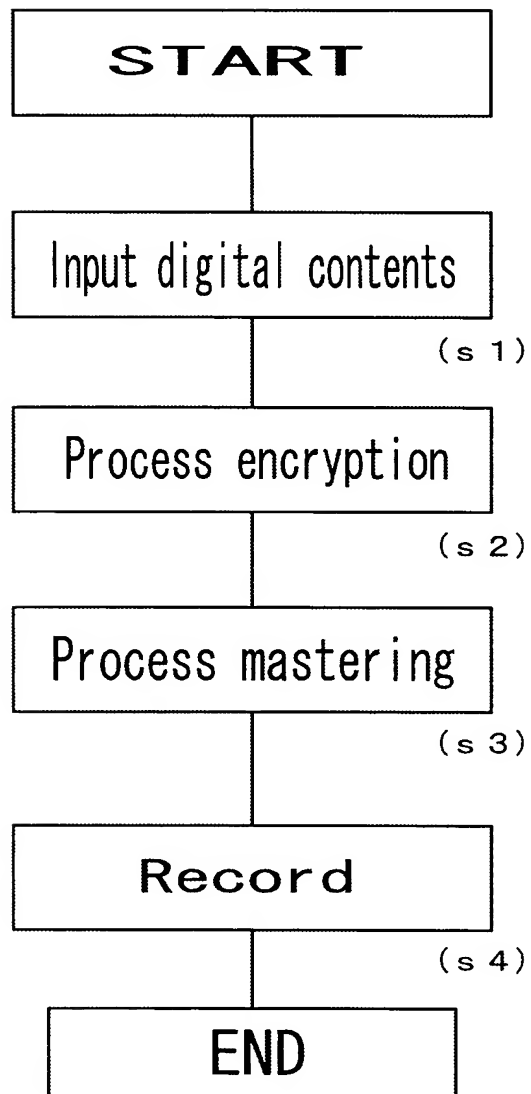 START
Input digital contents
(s 1)
Process encryption
(s 2)
Process mastering
(s 3)
Record
(s 4)
END